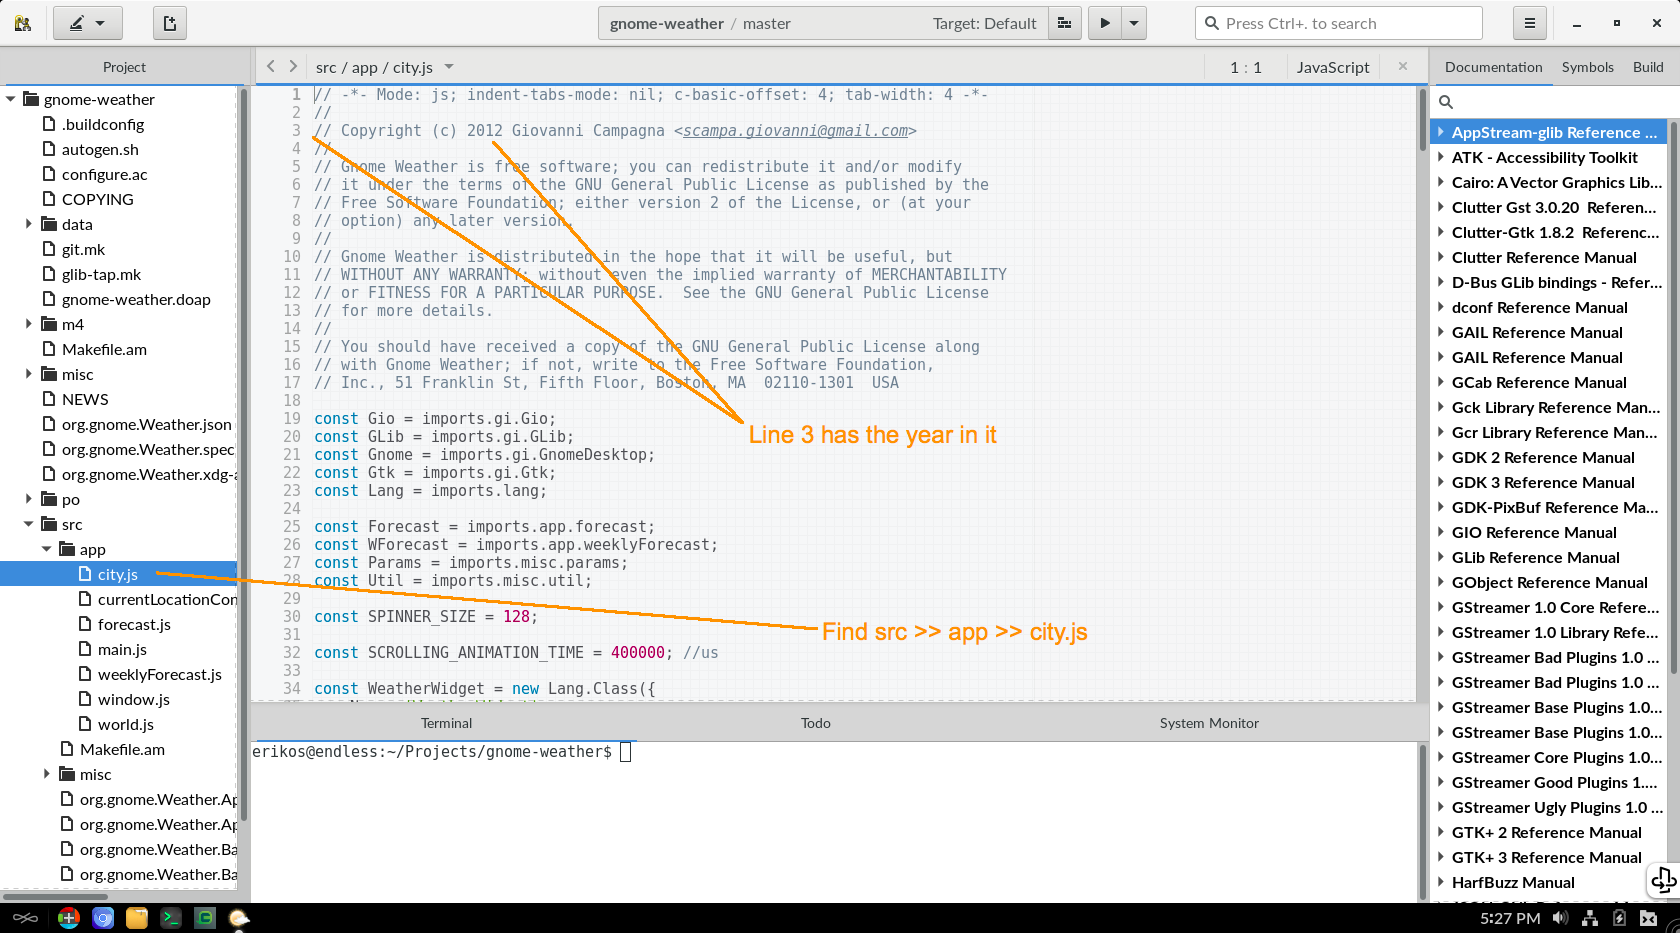 gnome-weather / master
Target: Default
Press Ctrl+. to search
Project
gnome-weather
.buildconfig
autogen.sh
configure.ac
COPYING
data
git.mk
glib-tap.mk
gnome-weather.doap
m4
Makefile.am
misc
NEWS
org.gnome.Weather.json
org.gnome.Weather.spec
org.gnome.Weather.xdg-a
po
src
app
city.js
currentLocationCon
forecast.js
main.js
weeklyForecast.js
window.js
world.js
Makefile.am
misc
org.gnome.Weather.Ap
org.gnome.Weather.Ap
org.gnome.Weather.Ba
org.gnome.Weather.Ba
src / app / city.js
1 : 1
JavaScript
1 // -*- Mode: js; indent-tabs-mode: nil; c-basic-offset: 4; tab-width: 4 -*-
2 //
3 // Copyright (c) 2012 Giovanni Campagna <scampa.giovanni@gmail.com>
4 //
5 // Gnome Weather is free software; you can redistribute it and/or modify
6 // it under the terms of the GNU General Public License as published by the
7 // Free Software Foundation; either version 2 of the License, or (at your
8 // option) any later version.
9 //
10 // Gnome Weather is distributed in the hope that it will be useful, but
11 // WITHOUT ANY WARRANTY; without even the implied warranty of MERCHANTABILITY
12 // or FITNESS FOR A PARTICULAR PURPOSE.  See the GNU General Public License
13 // for more details.
14 //
15 // You should have received a copy of the GNU General Public License along
16 // with Gnome Weather; if not, write to the Free Software Foundation,
17 // Inc., 51 Franklin St, Fifth Floor, Boston, MA  02110-1301  USA
18
19 const Gio = imports.gi.Gio;
20 const GLib = imports.gi.GLib;
21 const Gnome = imports.gi.GnomeDesktop;
22 const Gtk = imports.gi.Gtk;
23 const Lang = imports.lang;
24
25 const Forecast = imports.app.forecast;
26 const WForecast = imports.app.weeklyForecast;
27 const Params = imports.misc.params;
28 const Util = imports.misc.util;
29
30 const SPINNER_SIZE = 128;
31
32 const SCROLLING_ANIMATION_TIME = 400000; //us
33
34 const WeatherWidget = new Lang.Class({
Line 3 has the year in it
Find src >> app >> city.js
Terminal
Todo
System Monitor
erikos@endless:~/Projects/gnome-weather$
Documentation
Symbols
Build
AppStream-glib Reference ...
ATK - Accessibility Toolkit
Cairo: A Vector Graphics Lib...
Clutter Gst 3.0.20 Referen...
Clutter-Gtk 1.8.2 Referenc...
Clutter Reference Manual
D-Bus GLib bindings - Refer...
dconf Reference Manual
GAIL Reference Manual
GAIL Reference Manual
GCab Reference Manual
Gck Library Reference Man...
Gcr Library Reference Man...
GDK 2 Reference Manual
GDK 3 Reference Manual
GDK-PixBuf Reference Ma...
GIO Reference Manual
GLib Reference Manual
GObject Reference Manual
GStreamer 1.0 Core Refere...
GStreamer 1.0 Library Refe...
GStreamer Bad Plugins 1.0 ...
GStreamer Bad Plugins 1.0 ...
GStreamer Base Plugins 1.0...
GStreamer Base Plugins 1.0...
GStreamer Core Plugins 1.0...
GStreamer Good Plugins 1....
GStreamer Ugly Plugins 1.0 ...
GTK+ 2 Reference Manual
GTK+ 3 Reference Manual
HarfBuzz Manual
5:27 PM